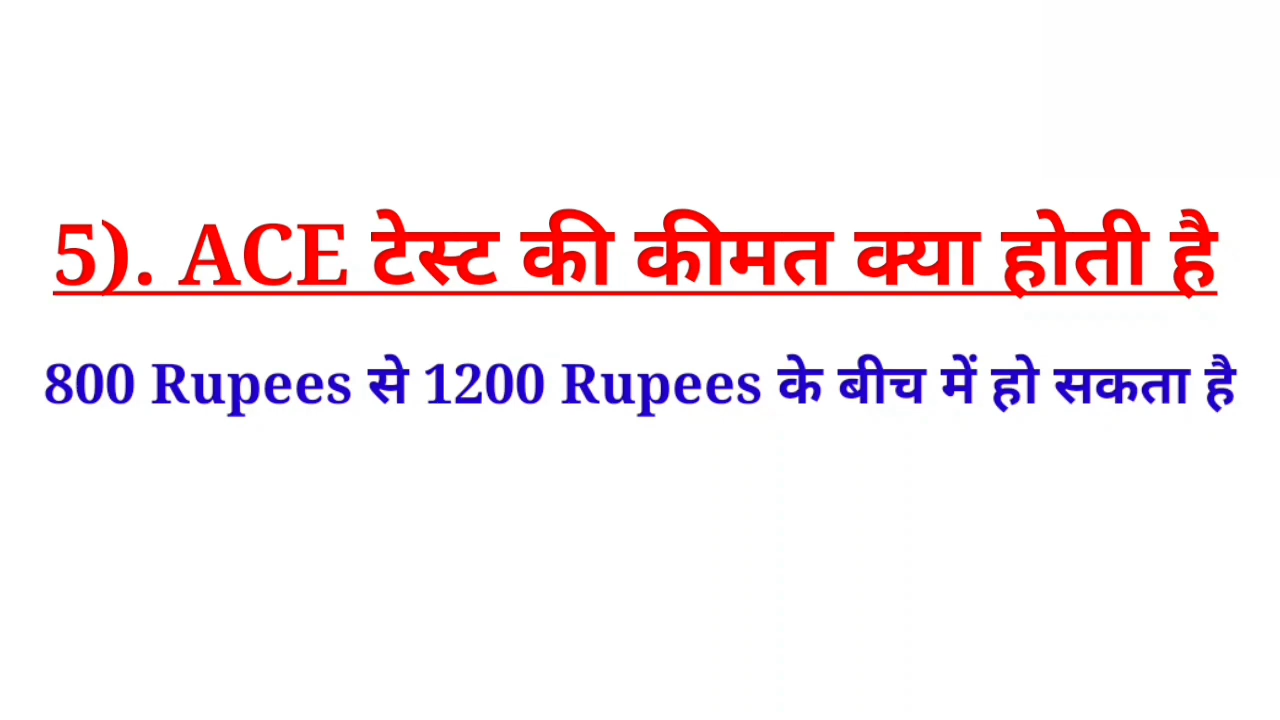 5). ACE टेस्ट की कीमत क्या होती है
800 Rupees से 1200 Rupees के बीच में हो सकता है